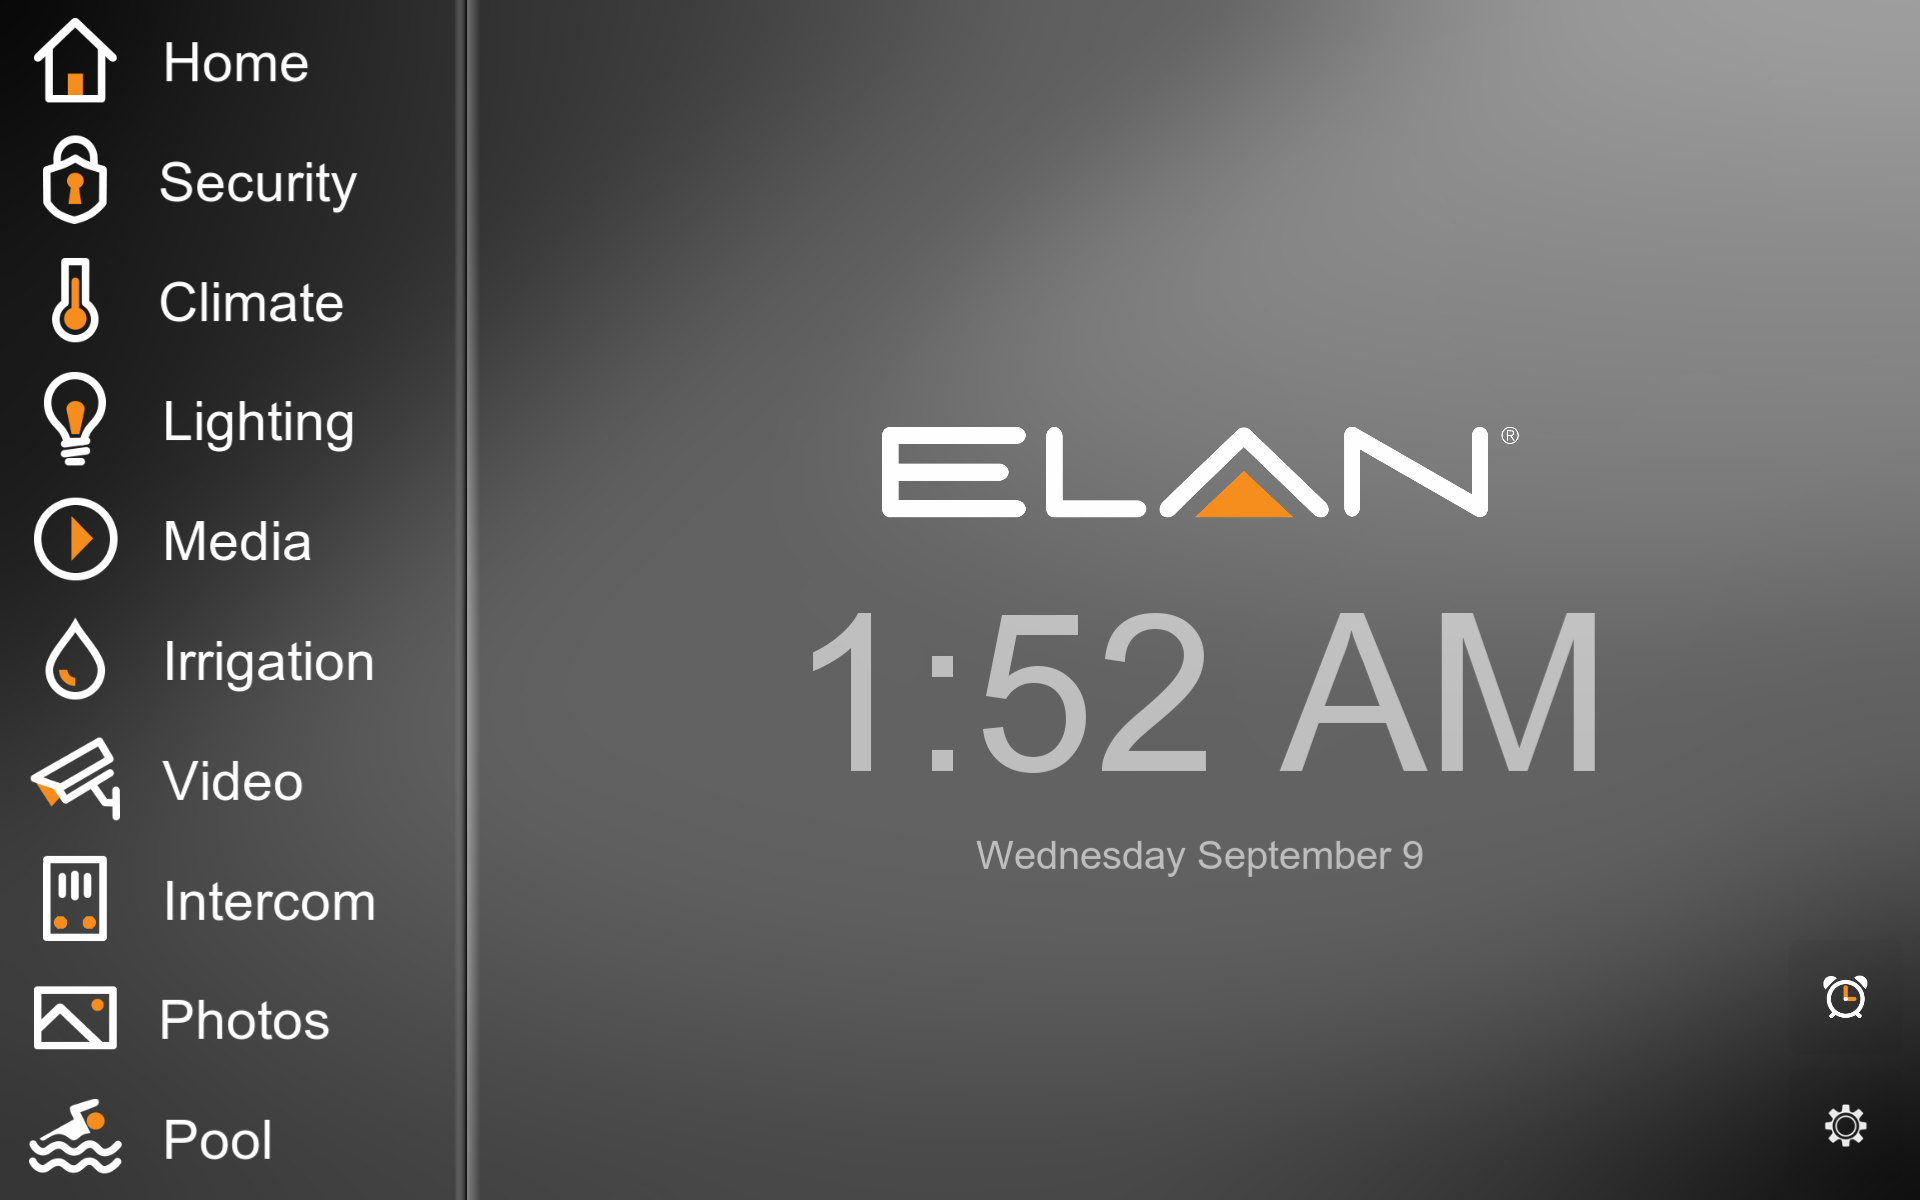 Home
Security
Climate
Lighting
Media
Irrigation
Video
Intercom
Photos
Pool
ELAN®
1:52 AM
Wednesday September 9